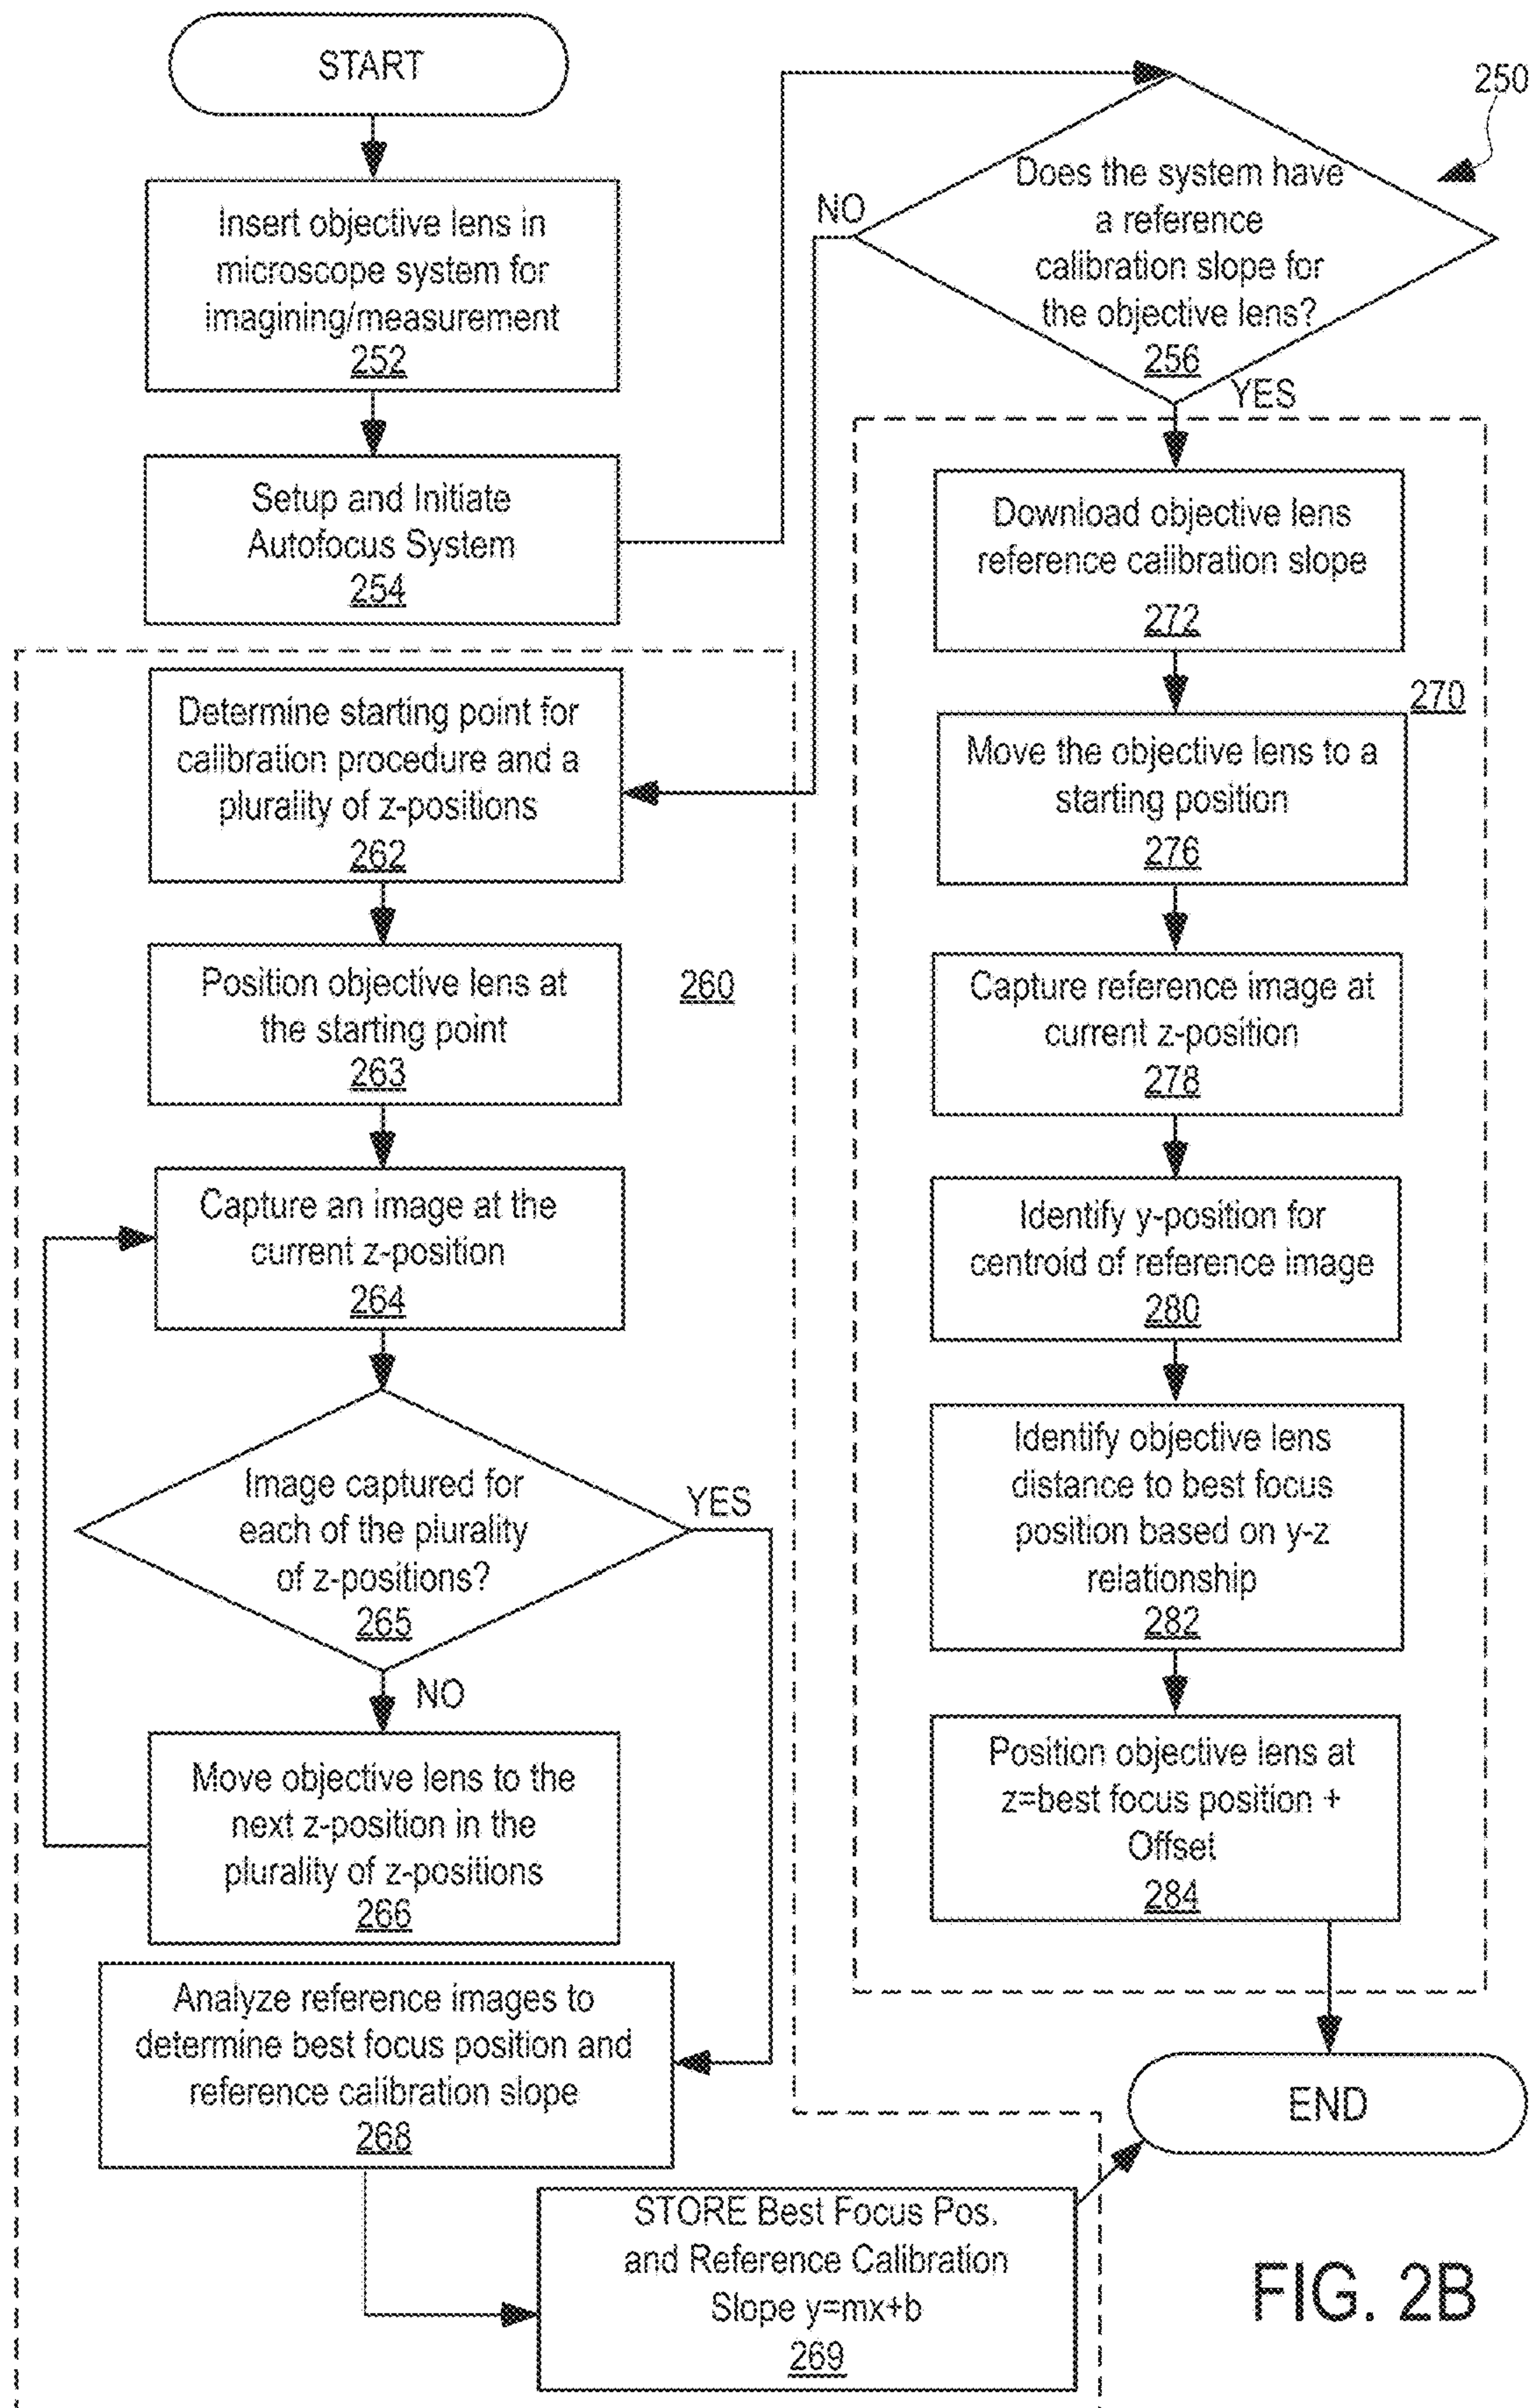 START
Insert objective lens in
microscope system for
imagining/measurement
252
Setup and Initiate
Autofocus System
254
250
Does the system have
a reference
calibration slope for
the objective lens?
256
NO
YES
Determine starting point for
calibration procedure and a
plurality of z-positions
262
Position objective lens at
the starting point
263
260
Capture an image at the
current z-position
264
Image captured for
each of the plurality
of z-positions?
265
YES
NO
Move objective lens to the
next z-position in the
plurality of z-positions
266
Analyze reference images to
determine best focus position and
reference calibration slope
268
STORE Best Focus Pos.
and Reference Calibration
Slope y=mx+b
269
Download objective lens
reference calibration slope
272
270
Move the objective lens to a
starting position
276
Capture reference image at
current z-position
278
Identify y-position for
centroid of reference image
280
Identify objective lens
distance to best focus
position based on y-z
relationship
282
Position objective lens at
z=best focus position +
Offset
284
END
FIG. 2B